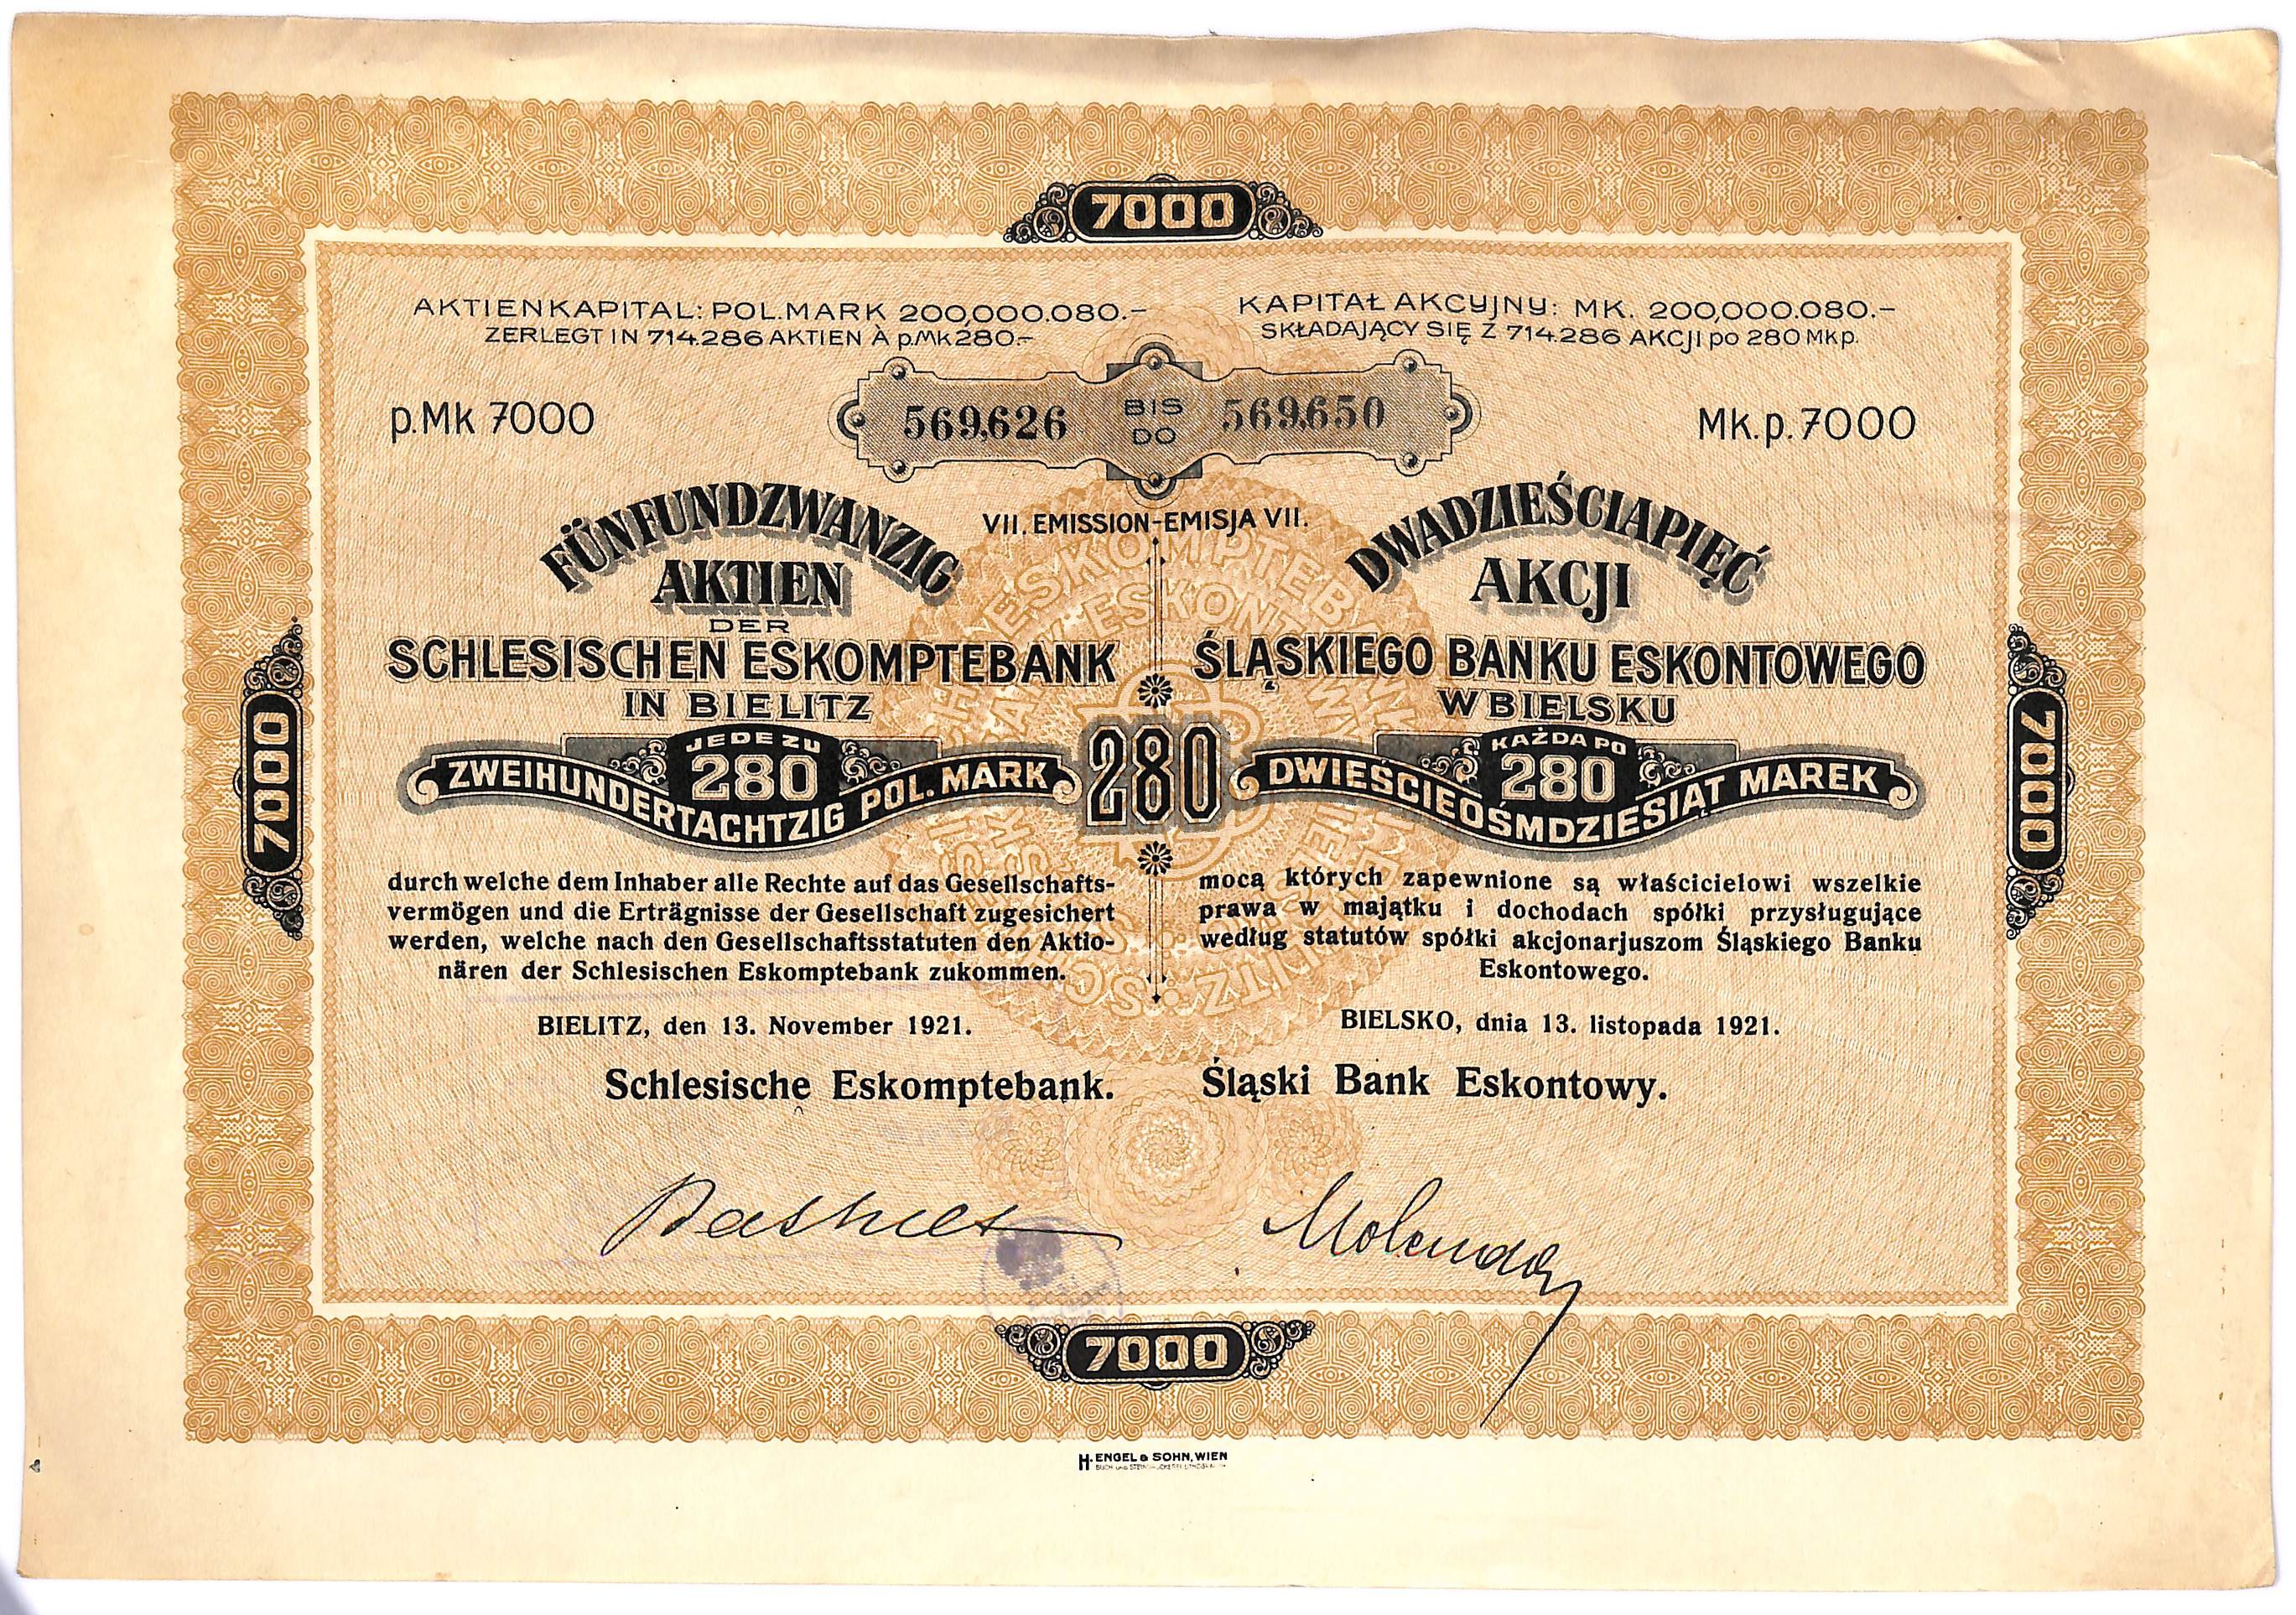 7000
AKTIENKAPITAL: POL. MARK 200,000.080.-
ZERLEGT IN 714.286 AKTIEN À p.Mk 280.-
KAPITAŁ AKCYJNY: MK. 200,000.080.-
SKŁADAJĄCY SIĘ Z 714.286 AKCJI po 280 Mkp.
p.Mk 7000
569,626 BIS DO 569,650
Mk.p. 7000
VII. EMISSION-EMISJA VII.
FÜNFUNDZWANZIG
AKTIEN
DER
SCHLESISCHEN ESKOMPTEBANK
IN BIELITZ
JEDE ZU
280
ZWEIHUNDERTACHTZIG POL. MARK
280
DWADZIEŚCIAPIĘĆ
AKCJI
ŚLĄSKIEGO BANKU ESKONTOWEGO
W BIELSKU
KAŻDA PO
280
DWIEŚCIEOŚMDZIESIĄT MAREK
7000
7000
durch welche dem Inhaber alle Rechte auf das Gesellschafts-
vermögen und die Erträgnisse der Gesellschaft zugesichert
werden, welche nach den Gesellschaftsstatuten den Aktio-
nären der Schlesischen Eskomptebank zukommen.
BIELITZ, den 13. November 1921.
Schlesische Eskomptebank.
mocą których zapewnione są właścicielowi wszelkie
prawa w majątku i dochodach spółki przysługujące
według statutów spółki akcjonarjuszom Śląskiego Banku
Eskontowego.
BIELSKO, dnia 13. listopada 1921.
Śląski Bank Eskontowy.
Molenda
7000
H. ENGEL & SOHN, WIEN